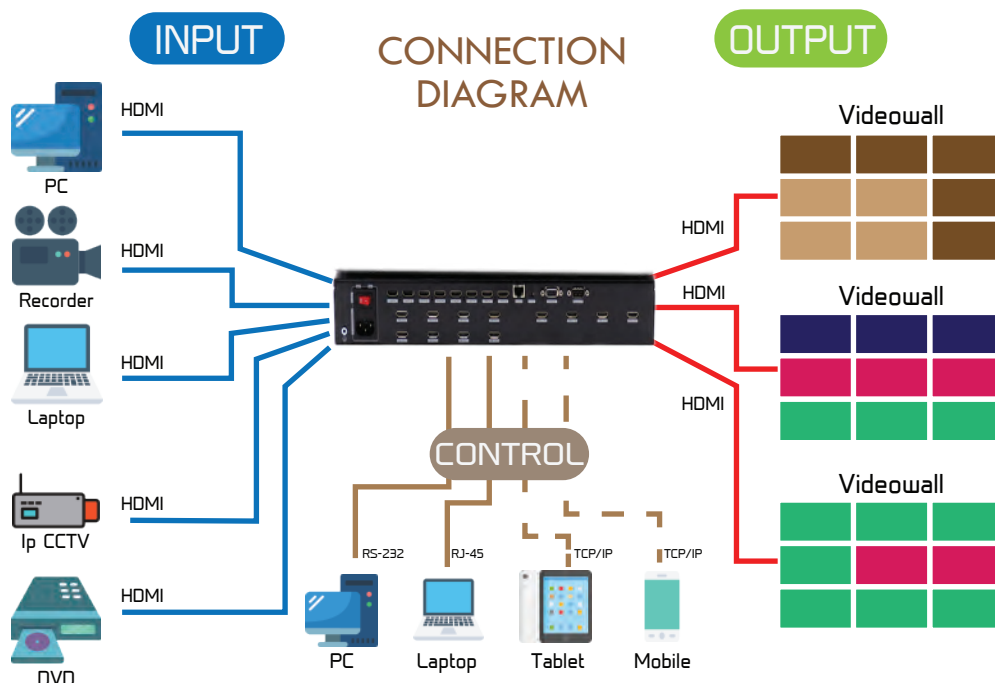 INPUT
CONNECTION
DIAGRAM
OUTPUT
HDMI
PC
HDMI
Recorder
HDMI
Laptop
HDMI
Ip CCTV
HDMI
DVD
CONTROL
RS-232
RJ-45
TCP/IP
TCP/IP
PC
Laptop
Tablet
Mobile
HDMI
HDMI
HDMI
Videowall
Videowall
Videowall